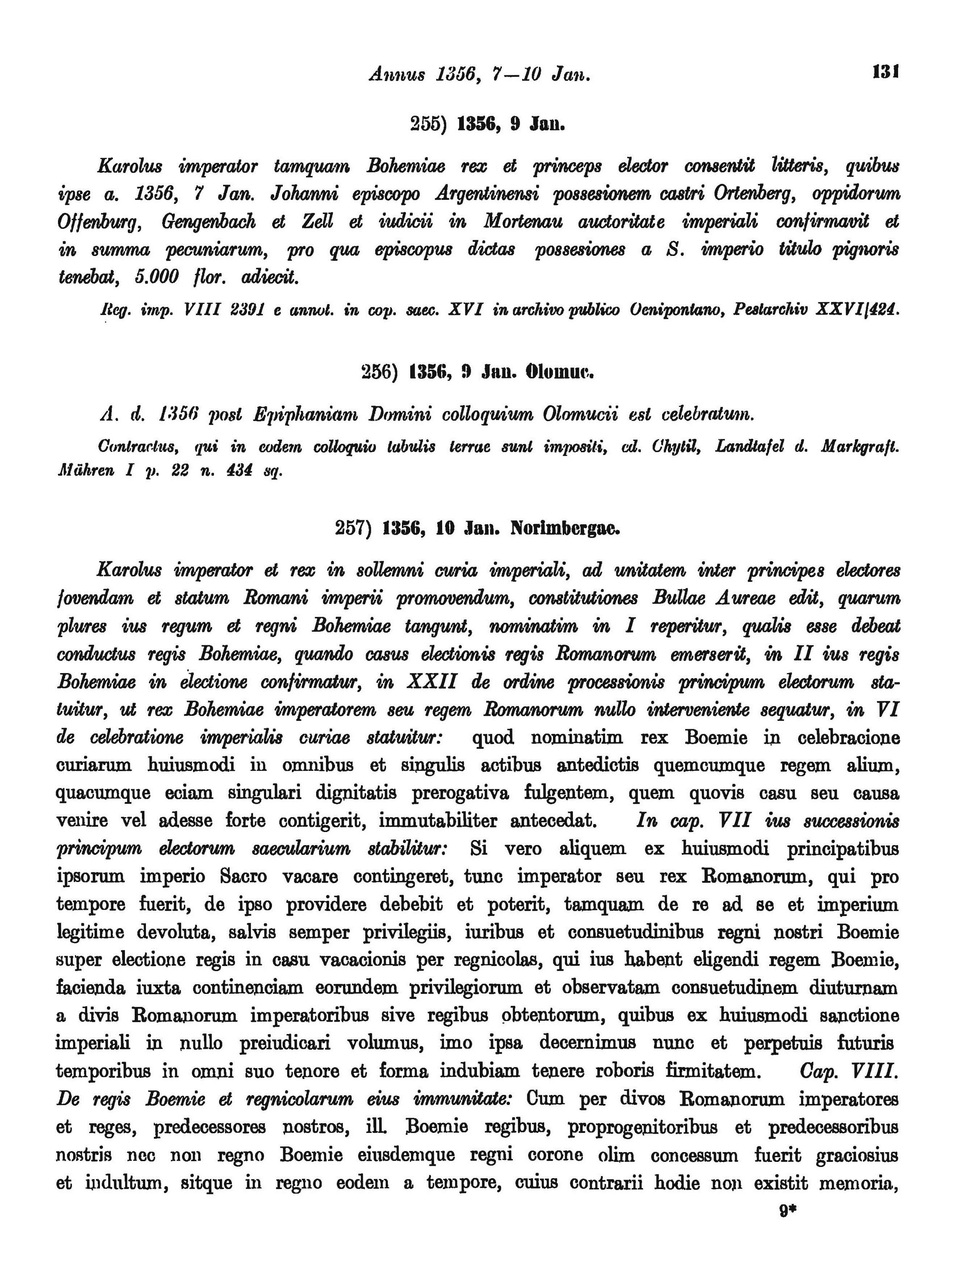 Annus 1356, 7—10 Jan. 131
255) 1356, 9 Jan.
Karolus imperator tamquam Bohemiae rex et princeps elector consentit litteris, quibus
ipse a. 1356, 7 Jan. Johanni episcopo Argentinensi possesionem castri Ortenberg, oppidorum
Offenburg, Gengenbach et Zell et iudicii in Mortenau auctoritate imperiali confirmavit et
in summa pecuniarum, pro qua episcopus dictas possesiones a S. imperio titulo pignoris
tenebat, 5.000 flor. adiecit.
Reg. imp. VIII 2391 e annot. in cop. saec. XVI in archivo publico Oenipontano, Pestarchiv XXVI/424.
256) 1356, 9 Jan. Olomuc.
A. d. 1356 post Epiphaniam Domini colloquium Olomucii est celebratum.
Contractus, qui in eodem colloquio tabulis terrae sunt impositi, ed. Chytil, Landtafel d. Markgraft.
Mähren I p. 22 n. 434 sq.
257) 1356, 10 Jan. Norimbergae.
Karolus imperator et rex in sollemni curia imperiali, ad unitatem inter principes electores
fovendam et statum Romani imperii promovendum, constitutiones Bullae Aureae edit, quarum
plures ius regum et regni Bohemiae tangunt, nominatim in I reperitur, qualis esse debeat
conductus regis Bohemiae, quando casus electionis regis Romanorum emerserit, in II ius regis
Bohemiae in electione confirmatur, in XXII de ordine processionis principum electorum sta-
tuitur, ut rex Bohemiae imperatorem seu regem Romanorum nullo interveniente sequatur, in VI
de celebratione imperialis curiae statuitur: quod nominatim rex Boemie in celebracione
curiarum huiusmodi in omnibus et singulis actibus antedictis quemcumque regem alium,
quacumque eciam singulari dignitatis prerogativa fulgentem, quem quovis casu seu causa
venire vel adesse forte contigerit, immutabiliter antecedat. In cap. VII ius successionis
principum electorum saecularium stabilitur: Si vero aliquem ex huiusmodi principatibus
ipsorum imperio Sacro vacare contingeret, tunc imperator seu rex Romanorum, qui pro
tempore fuerit, de ipso providere debebit et poterit, tamquam de re ad se et imperium
legitime devoluta, salvis semper privilegiis, iuribus et consuetudinibus regni nostri Boemie
super electione regis in casu vacacionis per regnicolas, qui ius habent eligendi regem Boemie,
facienda iuxta continenciam eorundem privilegiorum et observatam consuetudinem diuturnam
a divis Romanorum imperatoribus sive regibus obtentorum, quibus ex huiusmodi sanctione
imperiali in nullo preiudicari volumus, imo ipsa decernimus nunc et perpetuis futuris
temporibus in omni suo tenore et forma indubiam tenere roboris firmitatem. Cap. VIII.
De regis Boemie et regnicolarum eius immunitate: Cum per divos Romanorum imperatores
et reges, predecessores nostros, ill. Boemie regibus, proprogenitoribus et predecessoribus
nostris nec non regno Boemie eiusdemque regni corone olim concessum fuerit graciosius
et indultum, sitque in regno eodem a tempore, cuius contrarii hodie non existit memoria,
9*